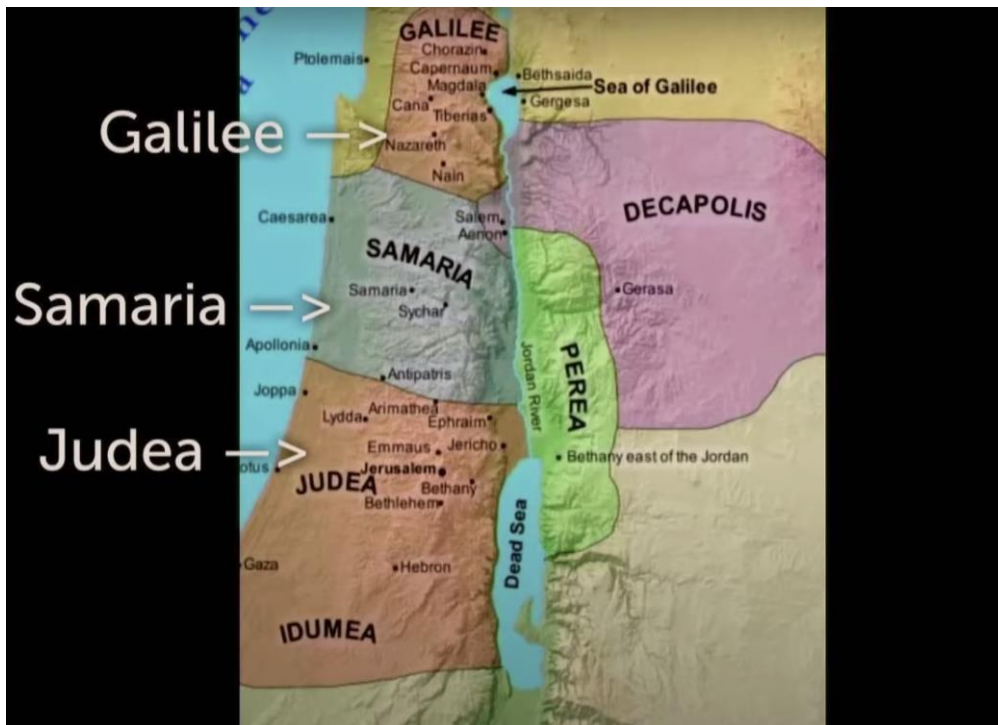 GALILEE
Chorazin
Ptolemais
Capernaum
Bethsaida
Magdala
Sea of Galilee
Cana
Gergesa
Tiberias
Galilee —>
Nazareth
Nain
DECAPOLIS
Caesarea
Salem
Aenon
SAMARIA
Samaria
Gerasa
Samaria —>
Sychar
Apollonia
Jordan River
PEREA
Antipatris
Joppa
Arimathea
Lydda
Ephraim
Judea —>
Emmaus
Jericho
Bethany east of the Jordan
otus
Jerusalem
JUDEA
Bethany
Bethlehem
Dead Sea
Gaza
Hebron
IDUMEA